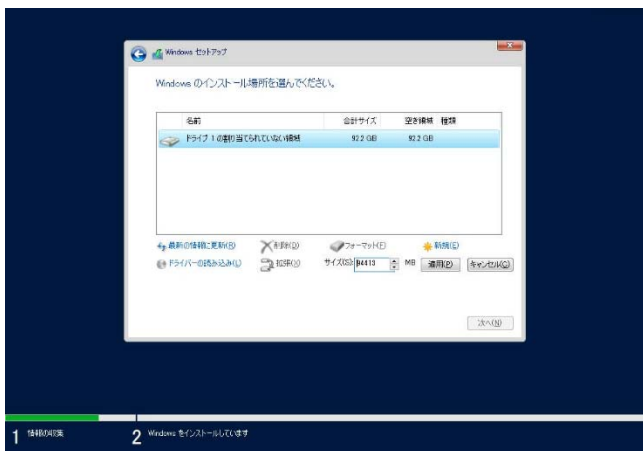 Windows セットアップ
Windows のインストール場所を選んでください。
名前 合計サイズ 空き領域 種類
ドライブ 1 の割り当てられていない領域 92.2 GB 92.2 GB
最新の情報に更新(R) 削除(D) フォーマット(F) 新規(E)
ドライバーの読み込み(L) 拡張(X) サイズ(S): 94413 MB 適用(P) キャンセル(C)
次へ(N)
1 情報の収集 2 Windows をインストールしています